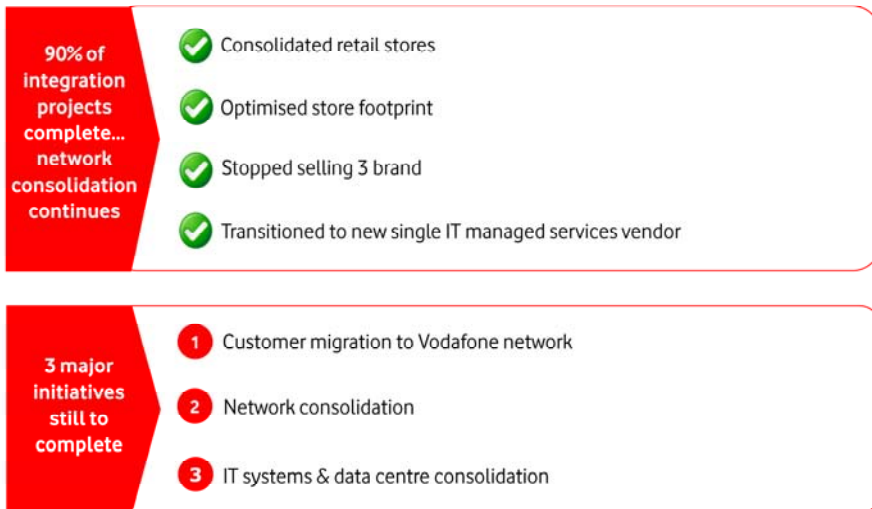 90% of
integration
projects
complete...
network
consolidation
continues
Consolidated retail stores
Optimised store footprint
Stopped selling 3 brand
Transitioned to new single IT managed services vendor
3 major
initiatives
still to
complete
1 Customer migration to Vodafone network
2 Network consolidation
3 IT systems & data centre consolidation